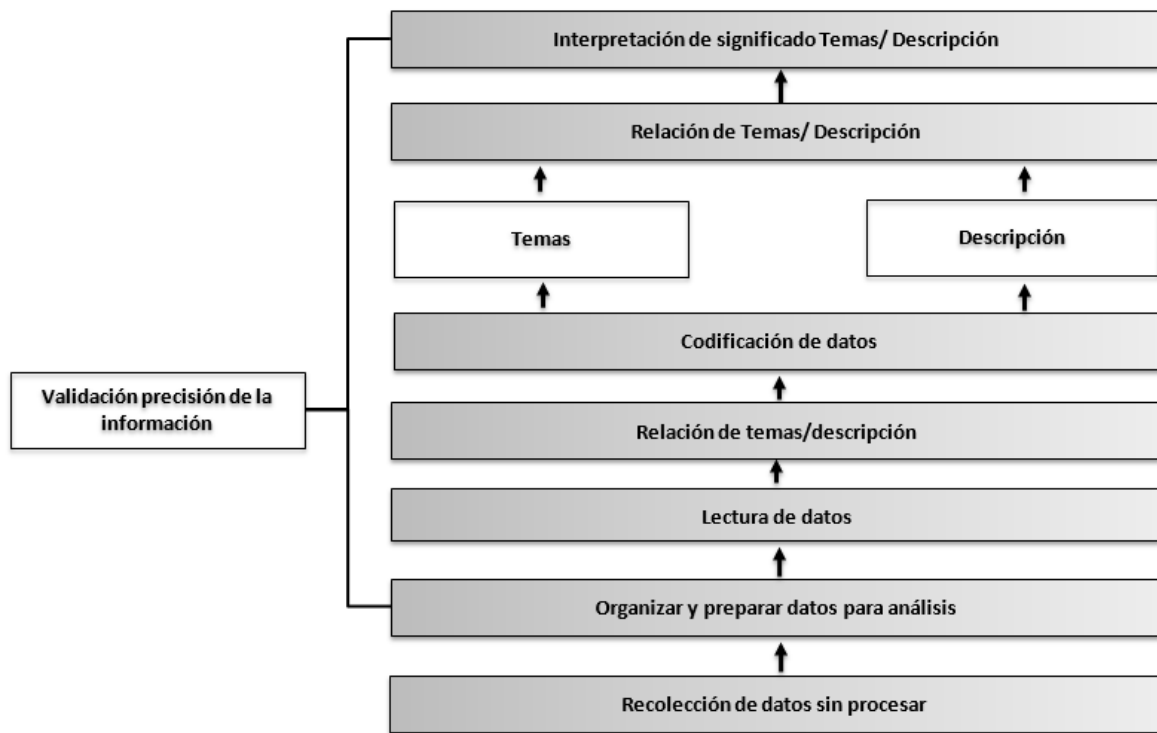 Interpretación de significado Temas/ Descripción
Relación de Temas/ Descripción
Temas
Descripción
Codificación de datos
Validación precisión de la
información
Relación de temas/descripción
Lectura de datos
Organizar y preparar datos para análisis
Recolección de datos sin procesar